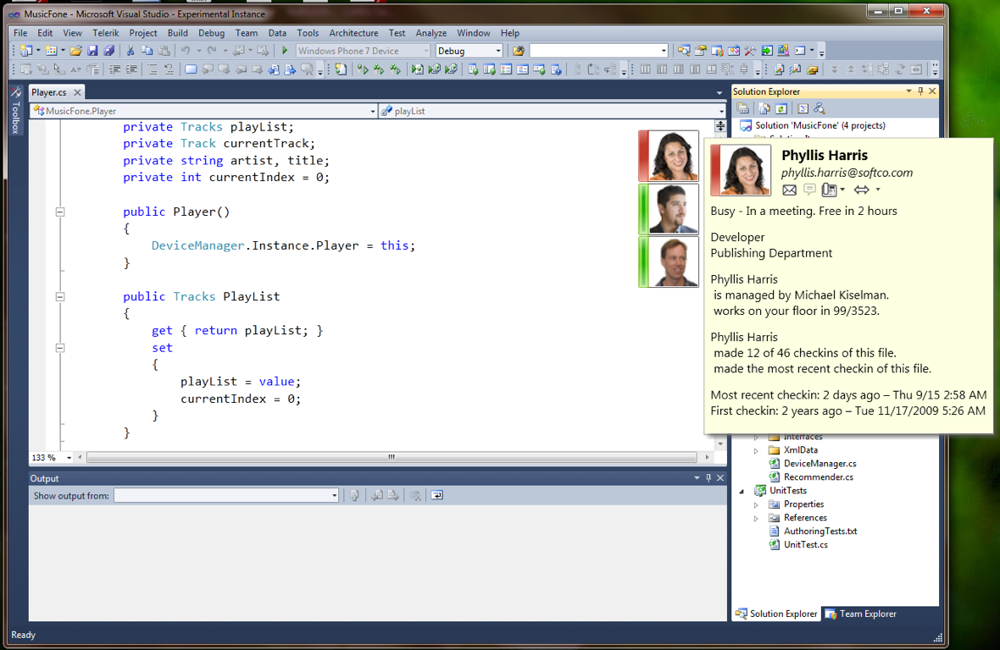 MusicFone - Microsoft Visual Studio - Experimental Instance
File Edit View Telerik Project Build Debug Team Data Tools Architecture Test Analyze Window Help
Windows Phone 7 Device Debug
Toolbox
Player.cs
MusicFone.Player playList
private Tracks playList;
private Track currentTrack;
private string artist, title;
private int currentIndex = 0;
public Player()
{
DeviceManager.Instance.Player = this;
}
public Tracks PlayList
{
get { return playList; }
set
{
playList = value;
currentIndex = 0;
}
}
133 %
Output
Show output from:
Ready
Solution Explorer
Solution 'MusicFone' (4 projects)
Phyllis Harris
phyllis.harris@softco.com
Busy - In a meeting. Free in 2 hours
Developer
Publishing Department
Phyllis Harris
is managed by Michael Kiselman.
works on your floor in 99/3523.
Phyllis Harris
made 12 of 46 checkins of this file.
made the most recent checkin of this file.
Most recent checkin: 2 days ago – Thu 9/15 2:58 AM
First checkin: 2 years ago – Tue 11/17/2009 5:26 AM
Interfaces
XmlData
DeviceManager.cs
Recommender.cs
UnitTests
Properties
References
AuthoringTests.txt
UnitTest.cs
Solution Explorer Team Explorer